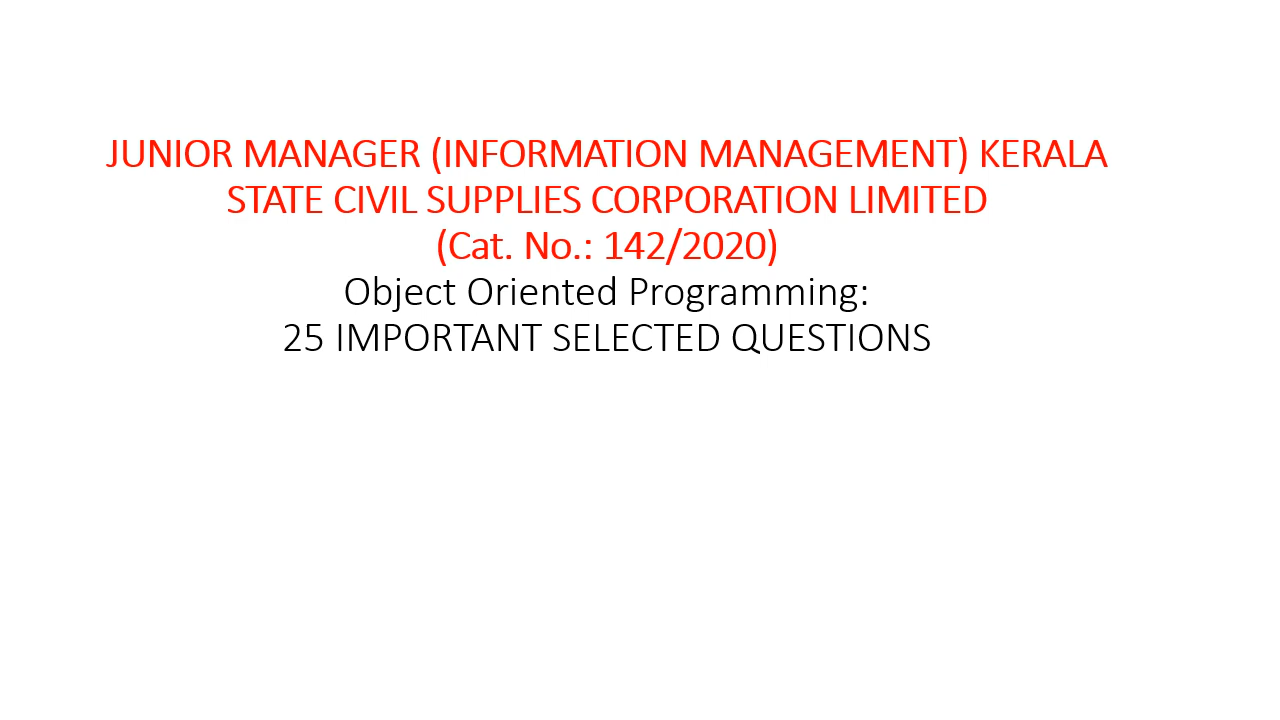 JUNIOR MANAGER (INFORMATION MANAGEMENT) KERALA
STATE CIVIL SUPPLIES CORPORATION LIMITED
(Cat. No.: 142/2020)
Object Oriented Programming:
25 IMPORTANT SELECTED QUESTIONS